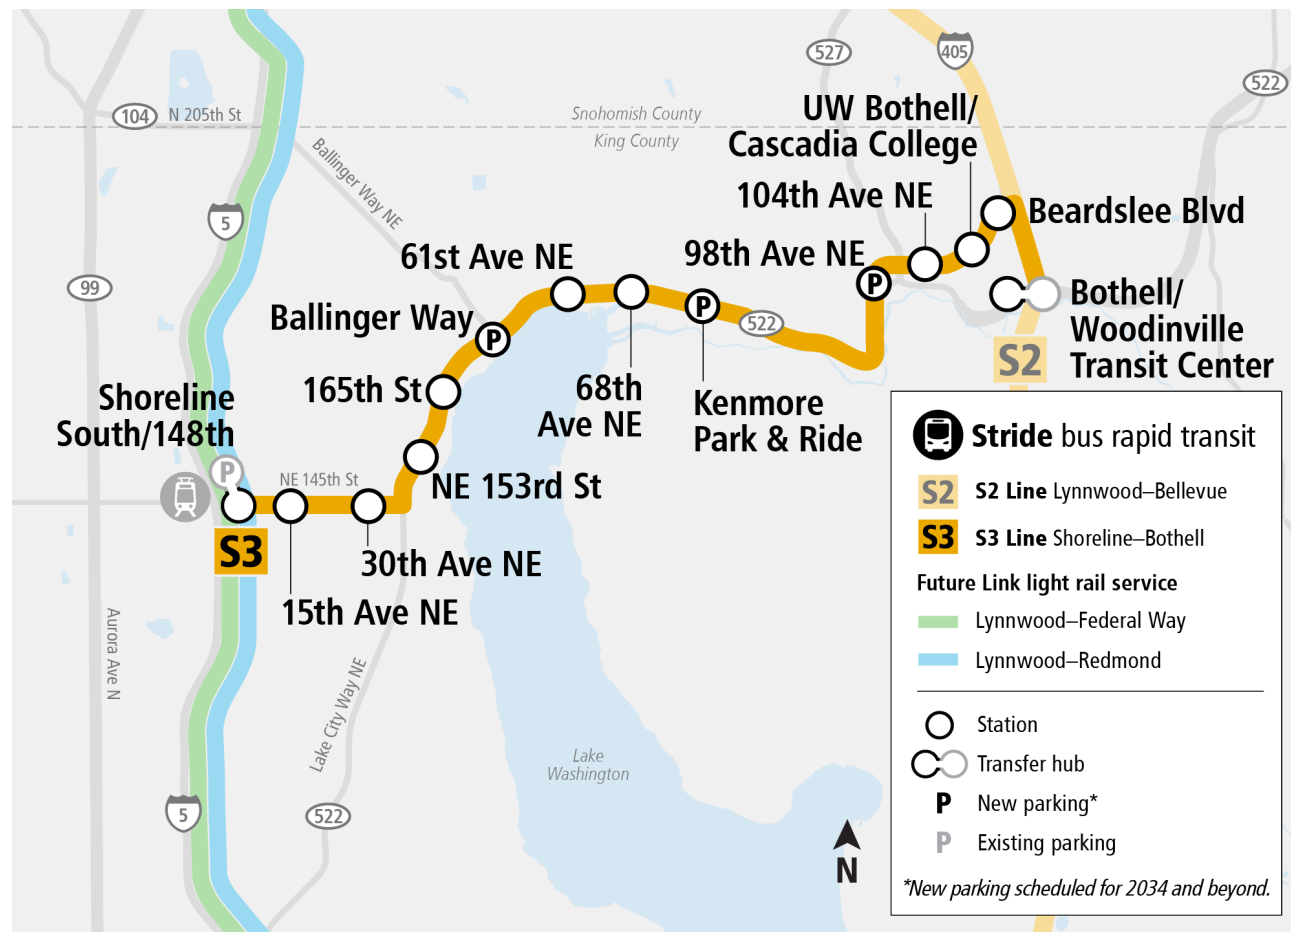 527
405
522
UW Bothell/
Cascadia College
104
N 205th St
Snohomish County
King County
Ballinger Way NE
104th Ave NE
Beardslee Blvd
5
61st Ave NE
98th Ave NE
P
99
Ballinger Way
P
P
522
Bothell/
Woodinville
Transit Center
S2
165th St
68th
Ave NE
Kenmore
Park & Ride
Shoreline
South/148th
P
NE 145th St
NE 153rd St
S3
30th Ave NE
15th Ave NE
Aurora Ave N
Lake City Way NE
Lake
Washington
5
522
N
Stride bus rapid transit
S2 S2 Line Lynnwood–Bellevue
S3 S3 Line Shoreline–Bothell
Future Link light rail service
Lynnwood–Federal Way
Lynnwood–Redmond
Station
Transfer hub
P New parking*
P Existing parking
*New parking scheduled for 2034 and beyond.